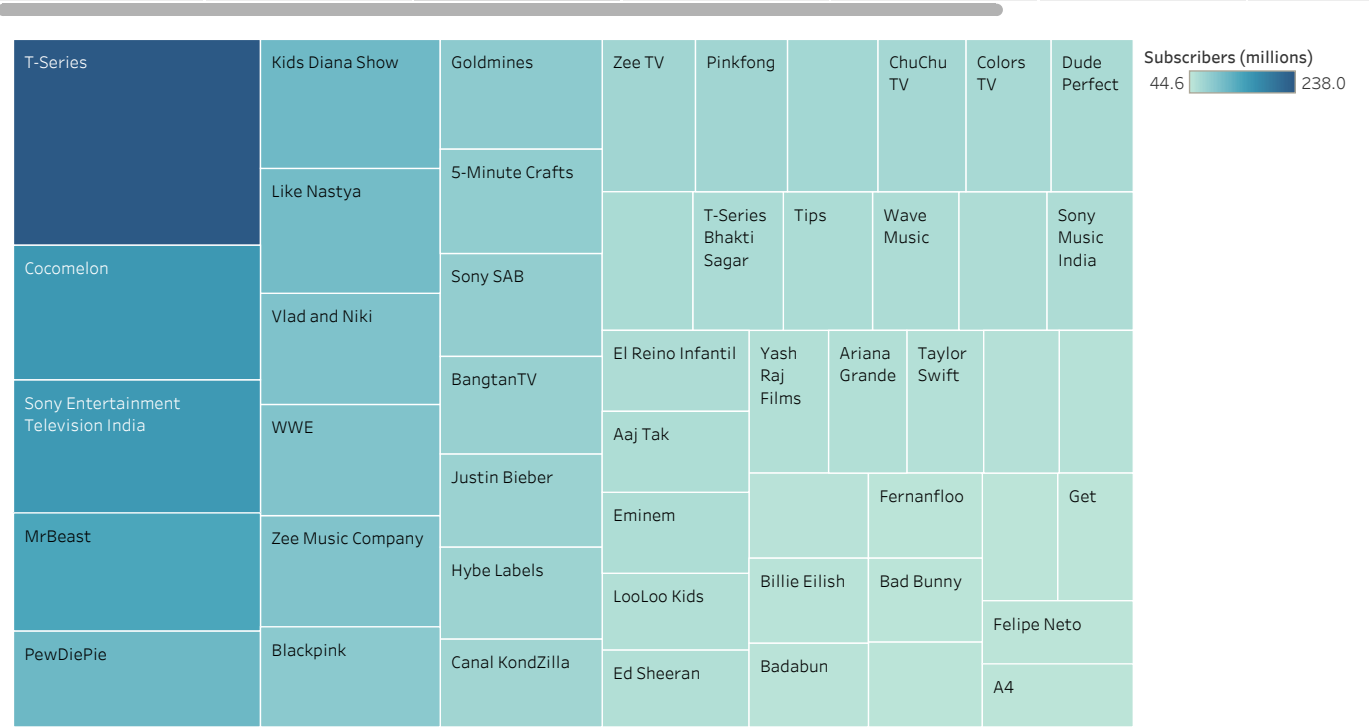 T-Series
Cocomelon
Sony Entertainment
Television India
MrBeast
PewDiePie
Kids Diana Show
Like Nastya
Vlad and Niki
WWE
Zee Music Company
Blackpink
Goldmines
5-Minute Crafts
Sony SAB
BangtanTV
Justin Bieber
Hybe Labels
Canal KondZilla
Zee TV
Pinkfong
ChuChu
TV
Colors
TV
Dude
Perfect
T-Series
Bhakti
Sagar
Tips
Wave
Music
Sony
Music
India
El Reino Infantil
Aaj Tak
Eminem
LooLoo Kids
Ed Sheeran
Yash
Raj
Films
Ariana
Grande
Taylor
Swift
Fernanfloo
Get
Billie Eilish
Bad Bunny
Badabun
Felipe Neto
A4
Subscribers (millions)
44.6
238.0